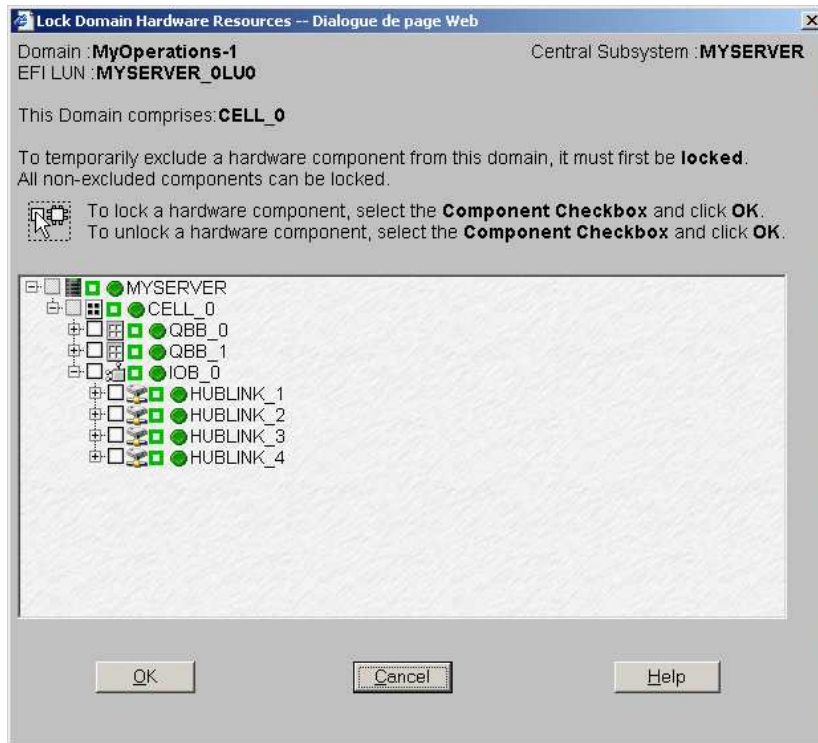 Lock Domain Hardware Resources -- Dialogue de page Web
Domain :MyOperations-1 Central Subsystem :MYSERVER
EFI LUN :MYSERVER_0LU0
This Domain comprises:CELL_0
To temporarily exclude a hardware component from this domain, it must first be locked.
All non-excluded components can be locked.
To lock a hardware component, select the Component Checkbox and click OK.
To unlock a hardware component, select the Component Checkbox and click OK.
MYSERVER
CELL_0
QBB_0
QBB_1
IOB_0
HUBLINK_1
HUBLINK_2
HUBLINK_3
HUBLINK_4
OK Cancel Help